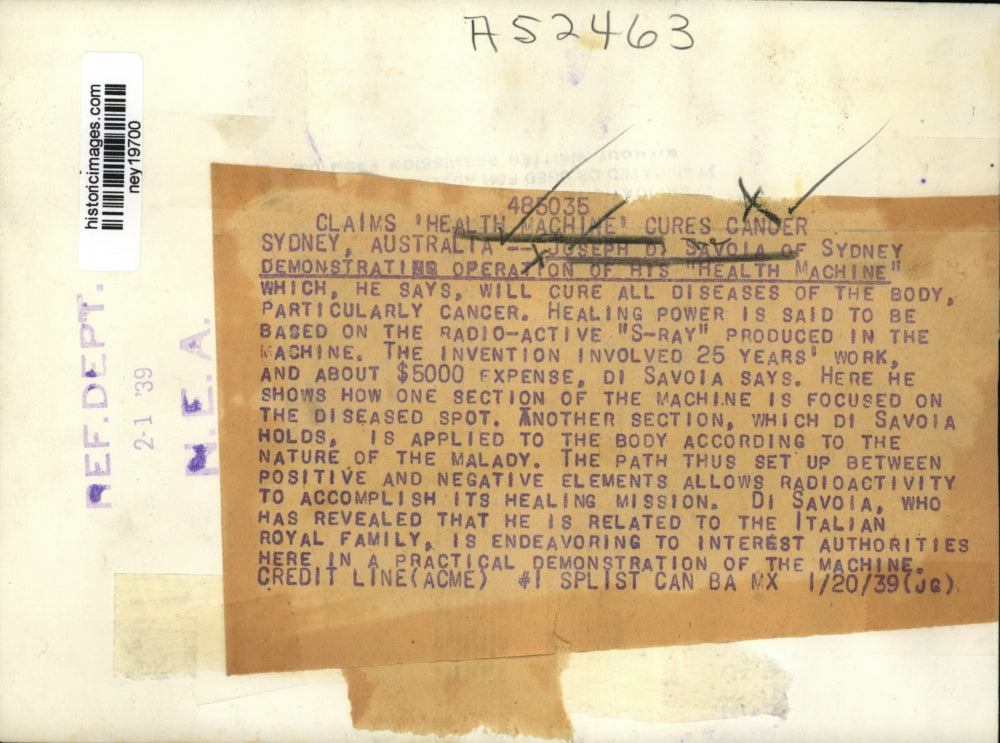 A52463
historicimages.com
ney19700
REF.DEPT.
2-1 '39
N.E.A.
485035
CLAIMS 'HEALTH MACHINE' CURES CANCER
SYDNEY, AUSTRALIA -- JOSEPH DI SAVOIA OF SYDNEY
DEMONSTRATING OPERATION OF HIS "HEALTH MACHINE"
WHICH, HE SAYS, WILL CURE ALL DISEASES OF THE BODY,
PARTICULARLY CANCER. HEALING POWER IS SAID TO BE
BASED ON THE RADIO-ACTIVE "S-RAY" PRODUCED IN THE
MACHINE. THE INVENTION INVOLVED 25 YEARS' WORK,
AND ABOUT $5000 EXPENSE, DI SAVOIA SAYS. HERE HE
SHOWS HOW ONE SECTION OF THE MACHINE IS FOCUSED ON
THE DISEASED SPOT. ANOTHER SECTION, WHICH DI SAVOIA
HOLDS, IS APPLIED TO THE BODY ACCORDING TO THE
NATURE OF THE MALADY. THE PATH THUS SET UP BETWEEN
POSITIVE AND NEGATIVE ELEMENTS ALLOWS RADIOACTIVITY
TO ACCOMPLISH ITS HEALING MISSION. DI SAVOIA, WHO
HAS REVEALED THAT HE IS RELATED TO THE ITALIAN
ROYAL FAMILY, IS ENDEAVORING TO INTEREST AUTHORITIES
HERE IN A PRACTICAL DEMONSTRATION OF THE MACHINE.
CREDIT LINE(ACME) #1 SPLIST CAN BA MX 1/20/39(JG)